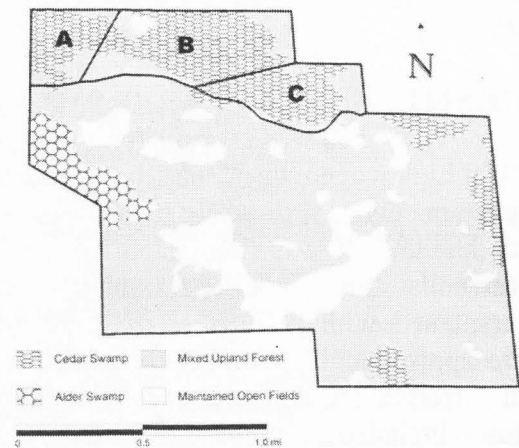 A
B
C
N
Cedar Swamp
Mixed Upland Forest
Alder Swamp
Maintained Open Fields
0
0.5
1.0 mi